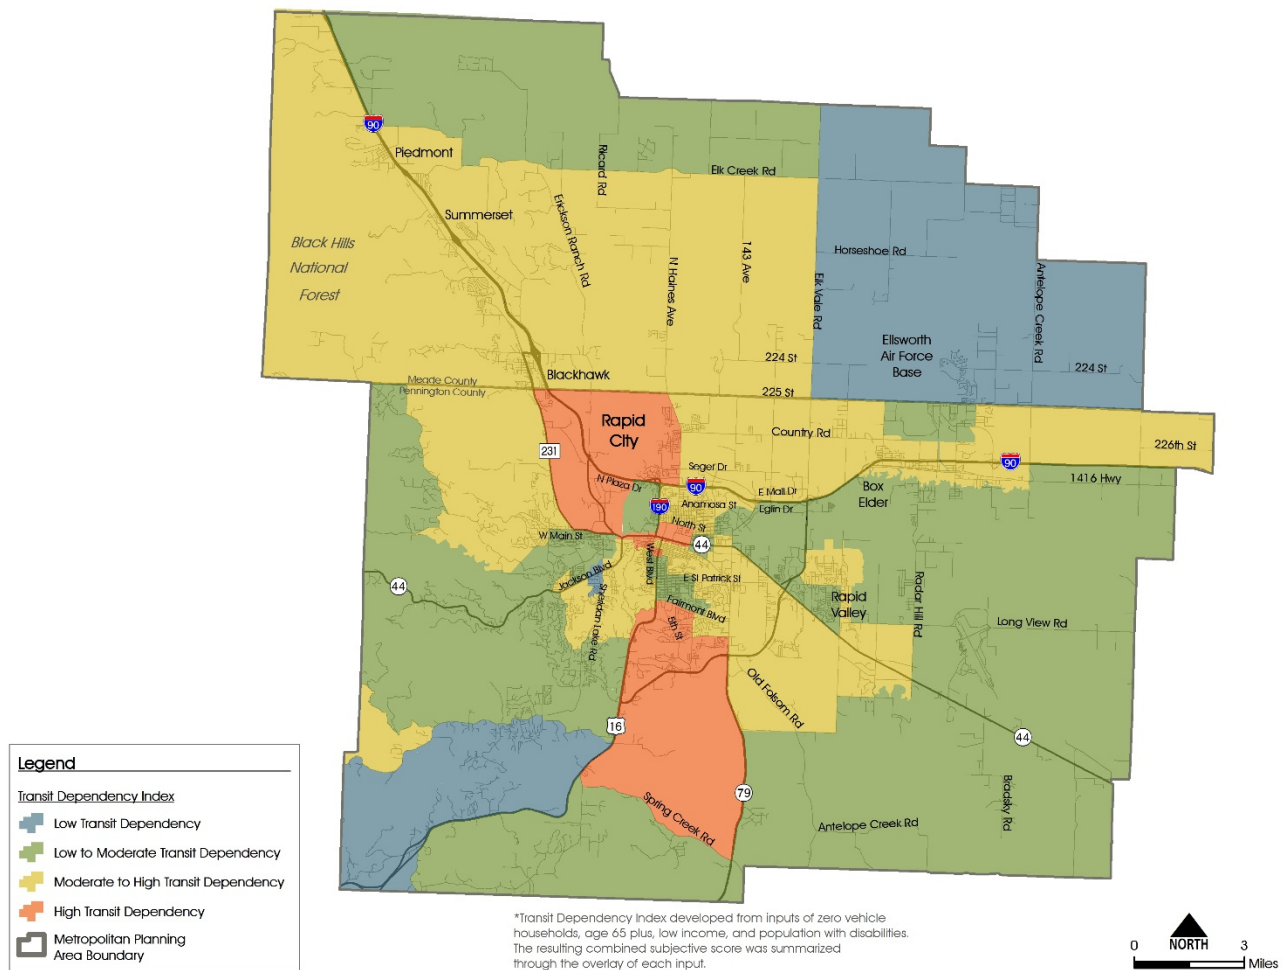 90
Piedmont
Ricard Rd
Elk Creek Rd
Summerset
Erickson Ranch Rd
Black Hills
National
Forest
N Haines Ave
143 Ave
Elk Vale Rd
Horseshoe Rd
Antelope Creek Rd
Ellsworth
Air Force
Base
224 St
224 St
Blackhawk
Meade County
Pennington County
225 St
Rapid
City
Country Rd
226th St
231
Seger Dr
90
N Plaza Dr
90
E Mall Dr
1416 Hwy
Box
Elder
190
Anamosa St
Eglin Dr
North St
W Main St
44
West Blvd
Jackson Blvd
44
E St Patrick St
Sheridan Lake Rd
Fairmont Blvd
Rapid
Valley
Radar Hill Rd
Long View Rd
5th St
Old Folsom Rd
16
44
79
Spring Creek Rd
Antelope Creek Rd
Bradsky Rd
Legend
Transit Dependency Index
Low Transit Dependency
Low to Moderate Transit Dependency
Moderate to High Transit Dependency
High Transit Dependency
Metropolitan Planning
Area Boundary
*Transit Dependency Index developed from inputs of zero vehicle
households, age 65 plus, low income, and population with disabilities.
The resulting combined subjective score was summarized
through the overlay of each input.
NORTH
0 3
Miles